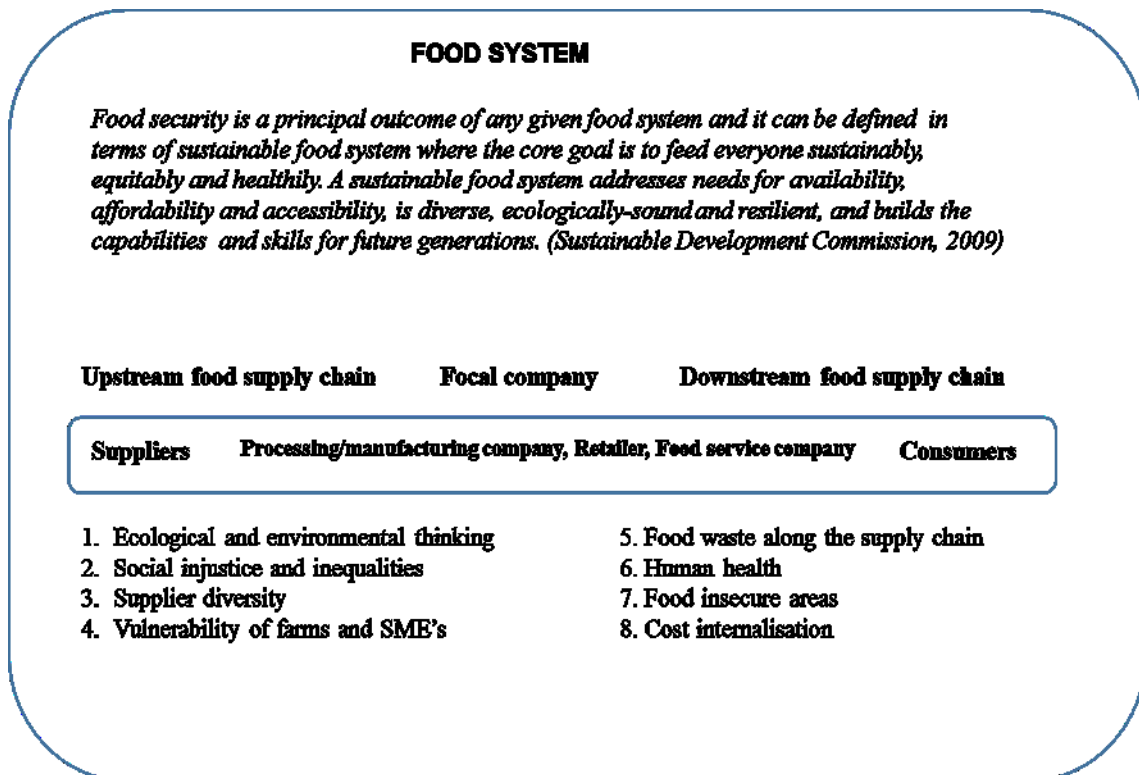 FOOD SYSTEM
Food security is a principal outcome of any given food system and it can be defined in
terms of sustainable food system where the core goal is to feed everyone sustainably,
equitably and healthily. A sustainable food system addresses needs for availability,
affordability and accessibility, is diverse, ecologically-sound and resilient, and builds the
capabilities and skills for future generations. (Sustainable Development Commission, 2009)
Upstream food supply chain Focal company Downstream food supply chain
Suppliers Processing/manufacturing company, Retailer, Food service company Consumers
1. Ecological and environmental thinking
2. Social injustice and inequalities
3. Supplier diversity
4. Vulnerability of farms and SME's
5. Food waste along the supply chain
6. Human health
7. Food insecure areas
8. Cost internalisation